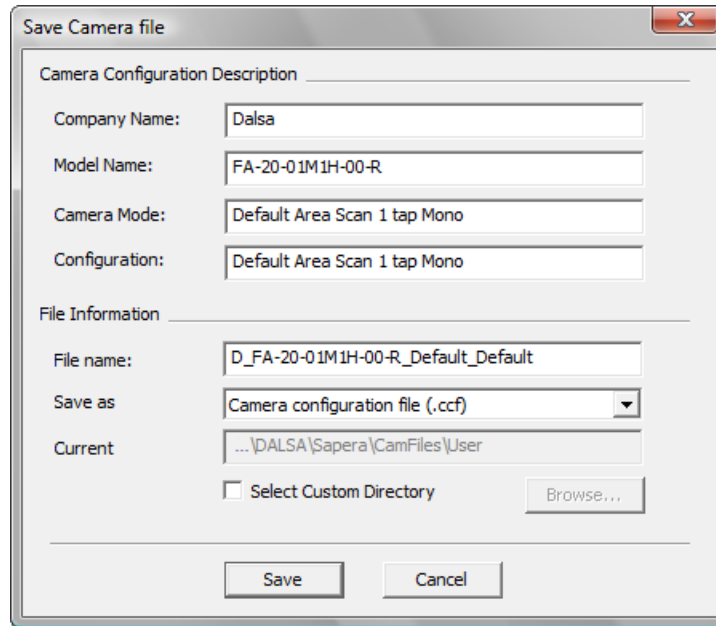 Save Camera file
Camera Configuration Description
Company Name: Dalsa
Model Name: FA-20-01M1H-00-R
Camera Mode: Default Area Scan 1 tap Mono
Configuration: Default Area Scan 1 tap Mono
File Information
File name: D_FA-20-01M1H-00-R_Default_Default
Save as Camera configuration file (.ccf)
Current ...\DALSA\Sapera\CamFiles\User
Select Custom Directory Browse...
Save Cancel